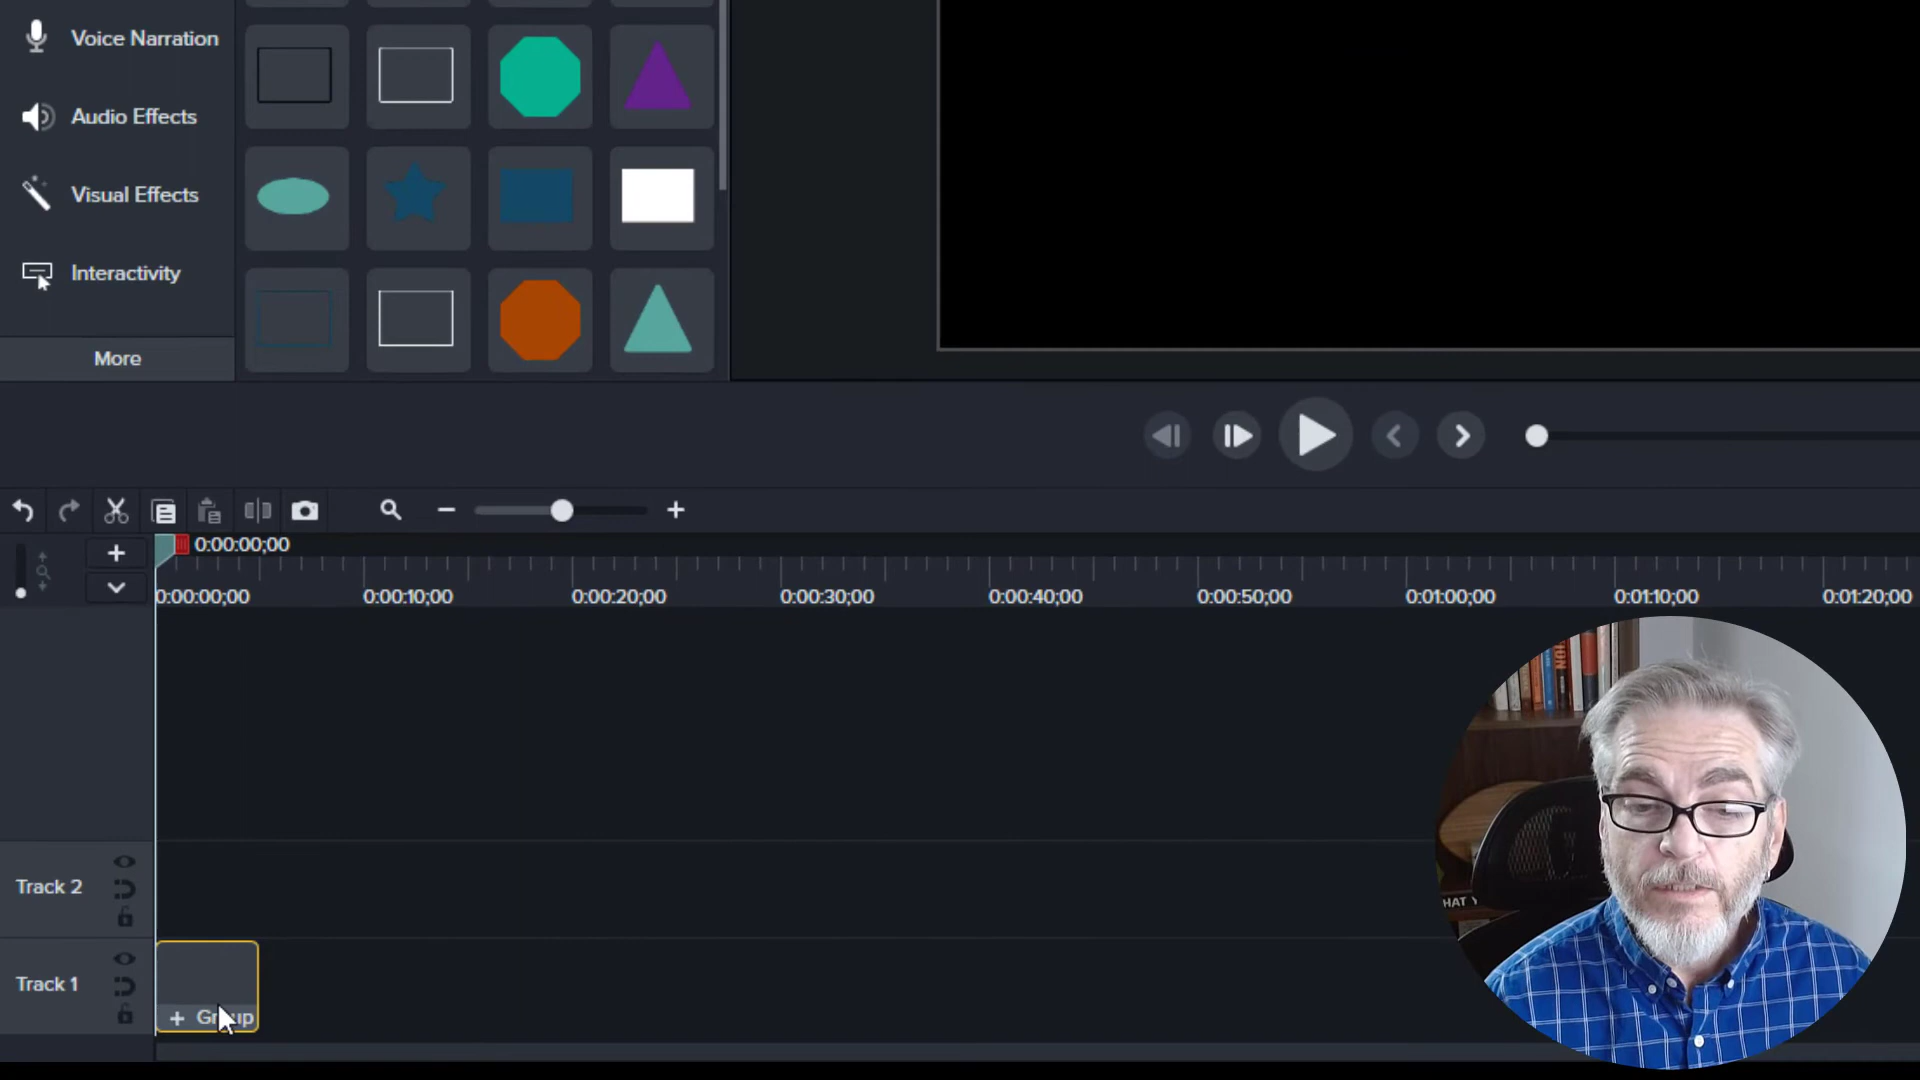 Voice Narration
Audio Effects
Visual Effects
Interactivity
More
0:00:00;00
0:00:00;00 0:00:10;00 0:00:20;00 0:00:30;00 0:00:40;00 0:00:50;00 0:01:00;00 0:01:10;00 0:01:20;00
Track 2
Track 1
+ Group
HAT Y